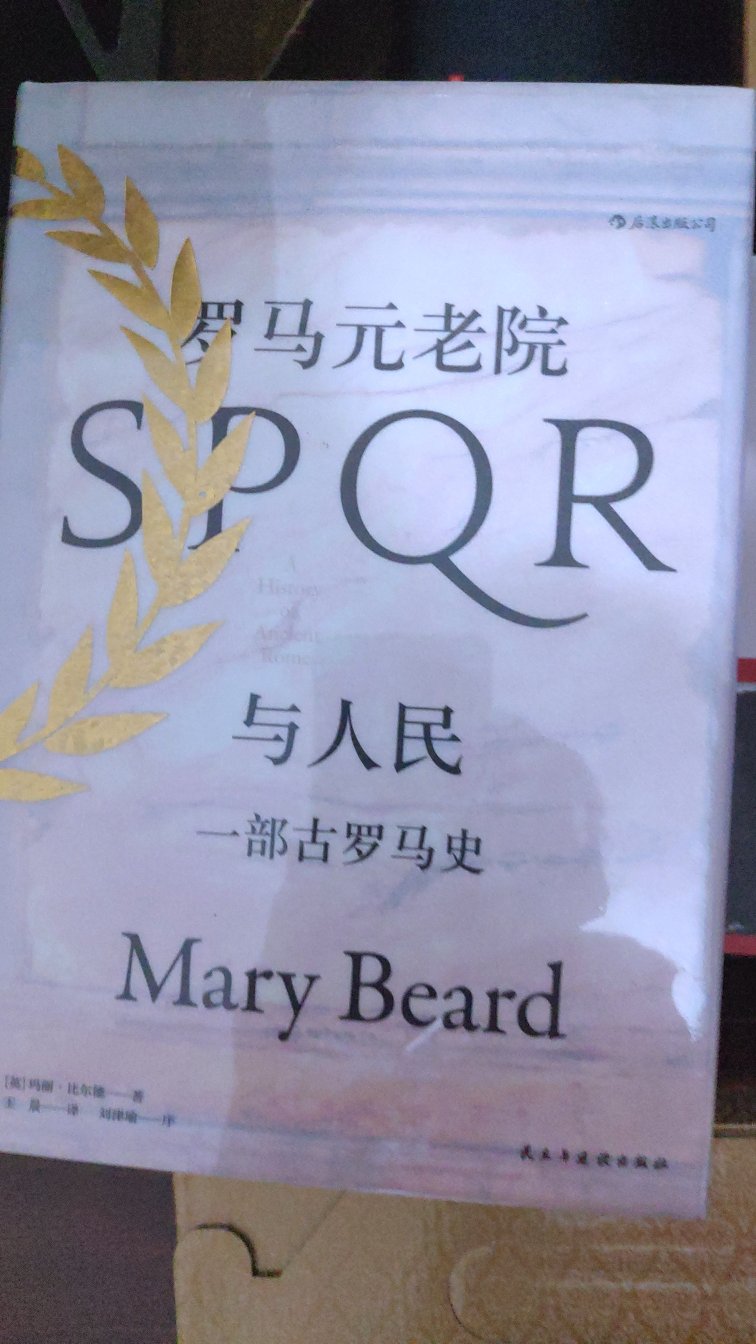 后浪出版公司
罗马元老院
SPQR
A
History
of
Ancient
Rome
与人民
一部古罗马史
Mary Beard
[英]玛丽·比尔德——著
王 晨——译 刘津瑜——序
民主与建设出版社